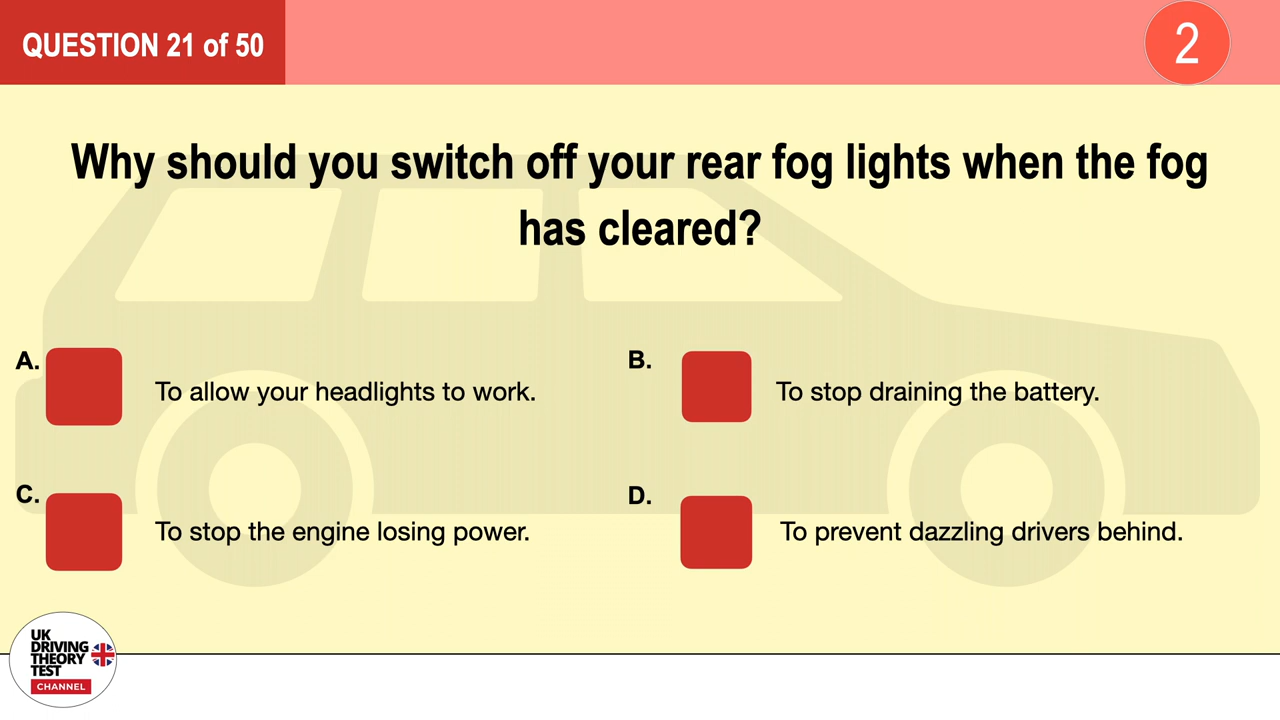 QUESTION 21 of 50
2
Why should you switch off your rear fog lights when the fog
has cleared?
A.
To allow your headlights to work.
B.
To stop draining the battery.
C.
To stop the engine losing power.
D.
To prevent dazzling drivers behind.
UK
DRIVING
THEORY
TEST
CHANNEL